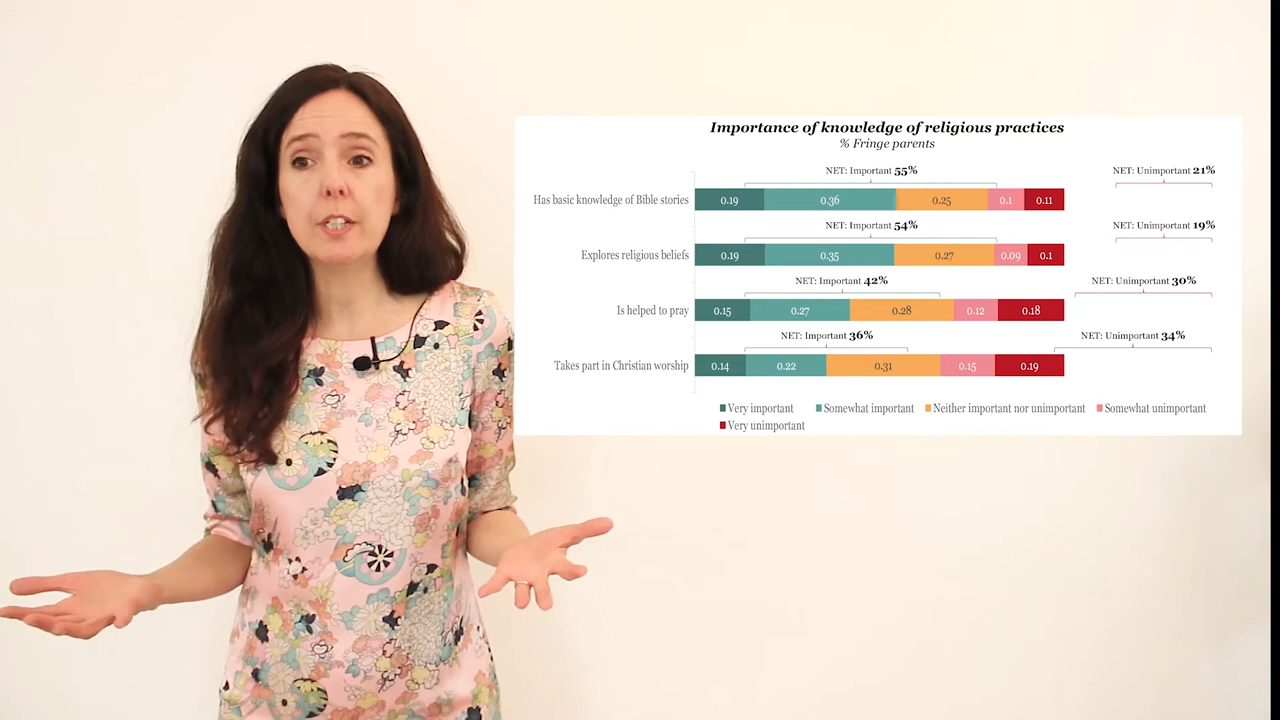 Importance of knowledge of religious practices
% Fringe parents
NET: Important 55%
NET: Unimportant 21%
Has basic knowledge of Bible stories
0.19 0.36 0.25 0.1 0.11
NET: Important 54%
NET: Unimportant 19%
Explores religious beliefs
0.19 0.35 0.27 0.09 0.1
NET: Important 42%
NET: Unimportant 30%
Is helped to pray
0.15 0.27 0.28 0.12 0.18
NET: Important 36%
NET: Unimportant 34%
Takes part in Christian worship
0.14 0.22 0.31 0.15 0.19
Very important Somewhat important Neither important nor unimportant Somewhat unimportant
Very unimportant